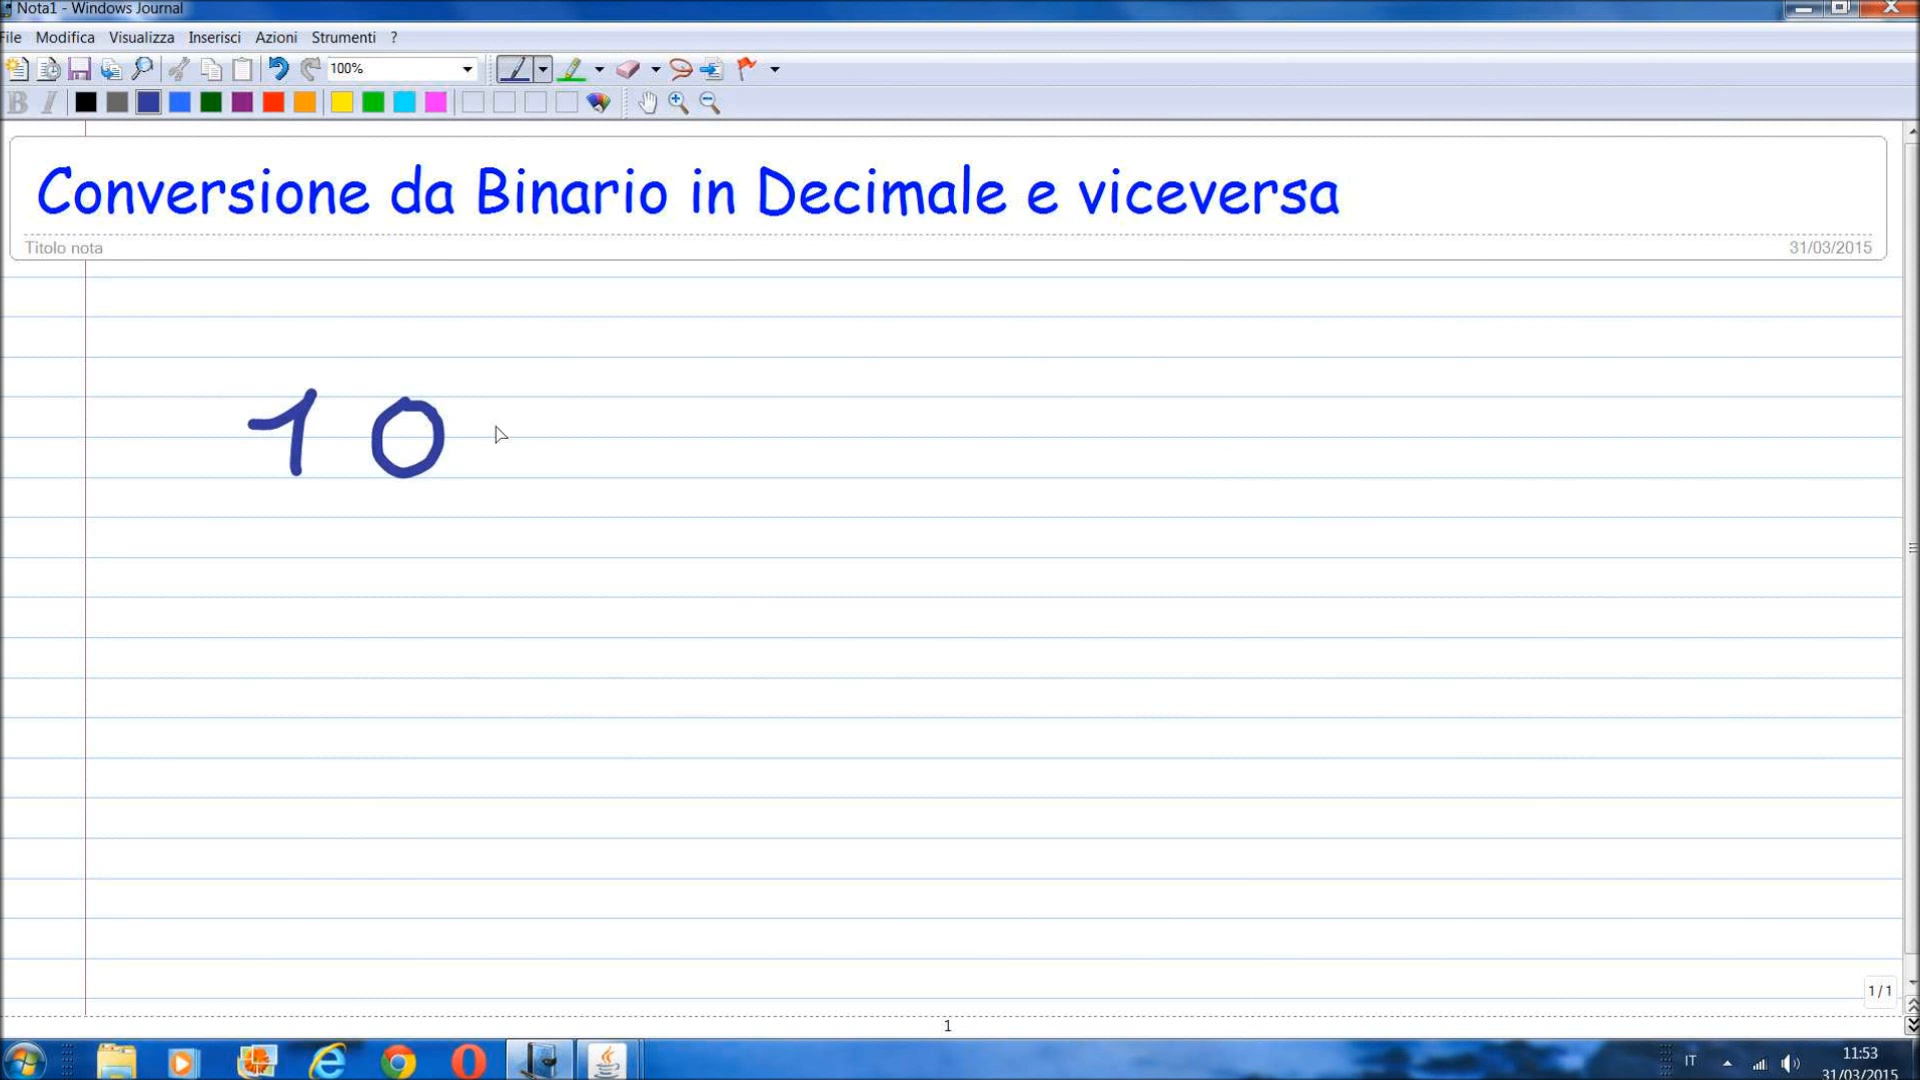 Nota1 - Windows Journal
File Modifica Visualizza Inserisci Azioni Strumenti ?
100%
B I
Conversione da Binario in Decimale e viceversa
Titolo nota 31/03/2015
1 0
1 / 1
1
IT 11:53
31/03/2015